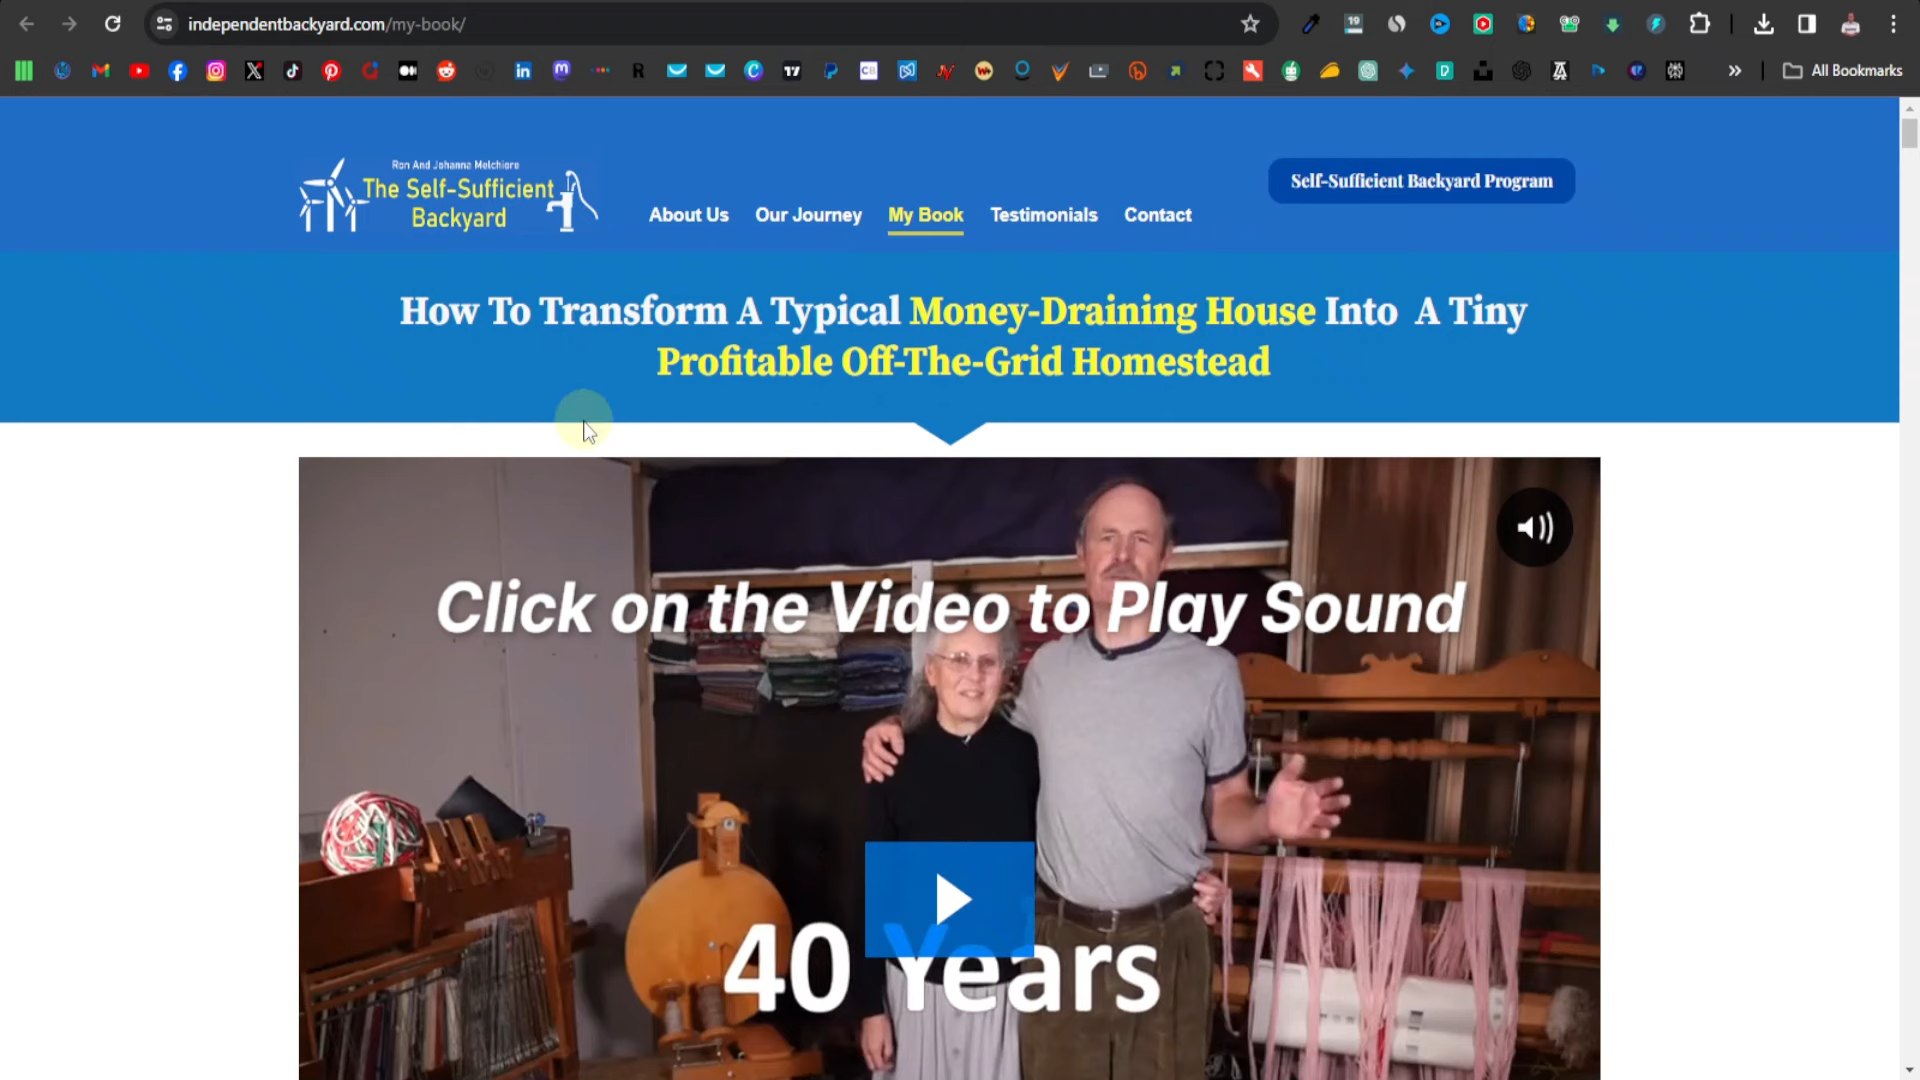 independentbackyard.com/my-book/
19
All Bookmarks
Ron And Johanna Melchiore
The Self-Sufficient
Backyard
About Us
Our Journey
My Book
Testimonials
Contact
Self-Sufficient Backyard Program
How To Transform A Typical Money-Draining House Into A Tiny
Profitable Off-The-Grid Homestead
Click on the Video to Play Sound
40 Years